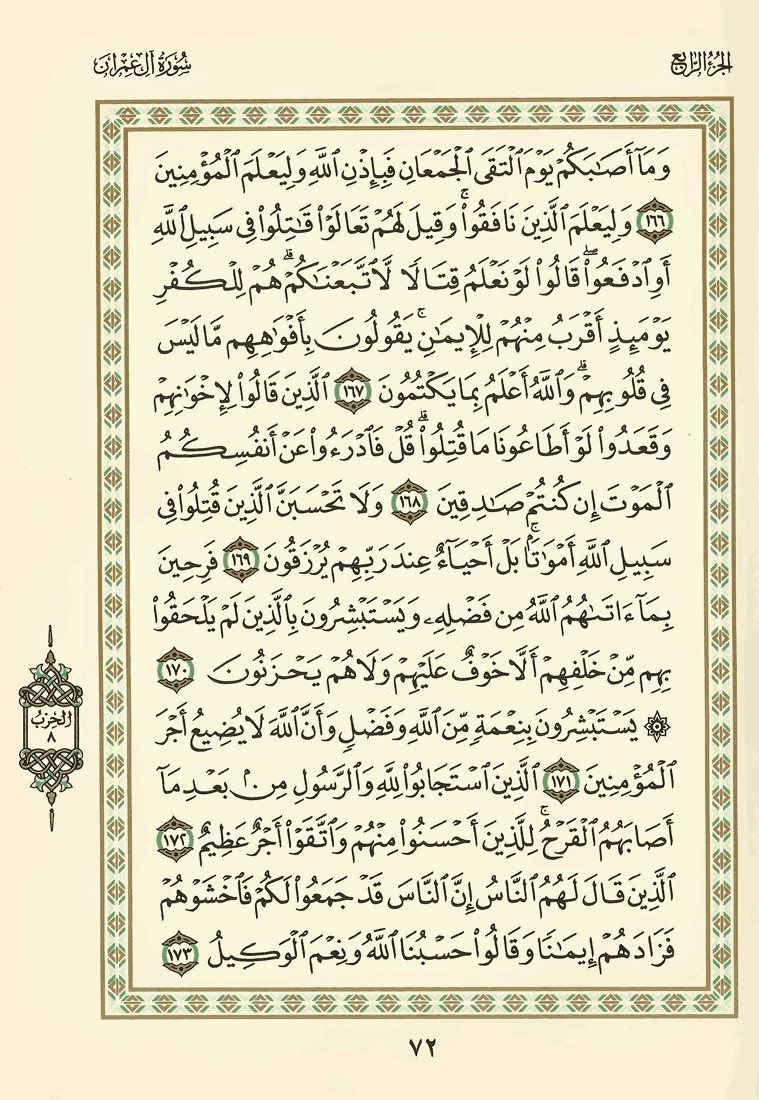 الجزء الرابع
سورة آل عمران
وَمَآ أَصَٰبَكُمْ يَوْمَ ٱلْتَقَى ٱلْجَمْعَانِ فَبِإِذْنِ ٱللَّهِ وَلِيَعْلَمَ ٱلْمُؤْمِنِينَ
١٦٦ وَلِيَعْلَمَ ٱلَّذِينَ نَافَقُوا۟ ۚ وَقِيلَ لَهُمْ تَعَالَوْا۟ قَٰتِلُوا۟ فِى سَبِيلِ ٱللَّهِ
أَوِ ٱدْفَعُوا۟ ۖ قَالُوا۟ لَوْ نَعْلَمُ قِتَالًا لَّٱتَّبَعْنَٰكُمْ ۗ هُمْ لِلْكُفْرِ
يَوْمَئِذٍ أَقْرَبُ مِنْهُمْ لِلْإِيمَٰنِ ۚ يَقُولُونَ بِأَفْوَٰهِهِم مَّا لَيْسَ
فِى قُلُوبِهِمْ ۗ وَٱللَّهُ أَعْلَمُ بِمَا يَكْتُمُونَ ١٦٧ ٱلَّذِينَ قَالُوا۟ لِإِخْوَٰنِهِمْ
وَقَعَدُوا۟ لَوْ أَطَاعُونَا مَا قُتِلُوا۟ ۗ قُلْ فَٱدْرَءُوا۟ عَنْ أَنفُسِكُمُ
ٱلْمَوْتَ إِن كُنتُمْ صَٰدِقِينَ ١٦٨ وَلَا تَحْسَبَنَّ ٱلَّذِينَ قُتِلُوا۟ فِى
سَبِيلِ ٱللَّهِ أَمْوَٰتًۢا ۚ بَلْ أَحْيَآءٌ عِندَ رَبِّهِمْ يُرْزَقُونَ ١٦٩ فَرِحِينَ
بِمَآ ءَاتَىٰهُمُ ٱللَّهُ مِن فَضْلِهِۦ وَيَسْتَبْشِرُونَ بِٱلَّذِينَ لَمْ يَلْحَقُوا۟
بِهِم مِّنْ خَلْفِهِمْ أَلَّا خَوْفٌ عَلَيْهِمْ وَلَا هُمْ يَحْزَنُونَ ١٧٠
۞ يَسْتَبْشِرُونَ بِنِعْمَةٍ مِّنَ ٱللَّهِ وَفَضْلٍ وَأَنَّ ٱللَّهَ لَا يُضِيعُ أَجْرَ
ٱلْمُؤْمِنِينَ ١٧١ ٱلَّذِينَ ٱسْتَجَابُوا۟ لِلَّهِ وَٱلرَّسُولِ مِنۢ بَعْدِ مَآ
أَصَابَهُمُ ٱلْقَرْحُ ۚ لِلَّذِينَ أَحْسَنُوا۟ مِنْهُمْ وَٱتَّقَوْا۟ أَجْرٌ عَظِيمٌ ١٧٢
ٱلَّذِينَ قَالَ لَهُمُ ٱلنَّاسُ إِنَّ ٱلنَّاسَ قَدْ جَمَعُوا۟ لَكُمْ فَٱخْشَوْهُمْ
فَزَادَهُمْ إِيمَٰنًا وَقَالُوا۟ حَسْبُنَا ٱللَّهُ وَنِعْمَ ٱلْوَكِيلُ ١٧٣
الحزب
٨
٧٢